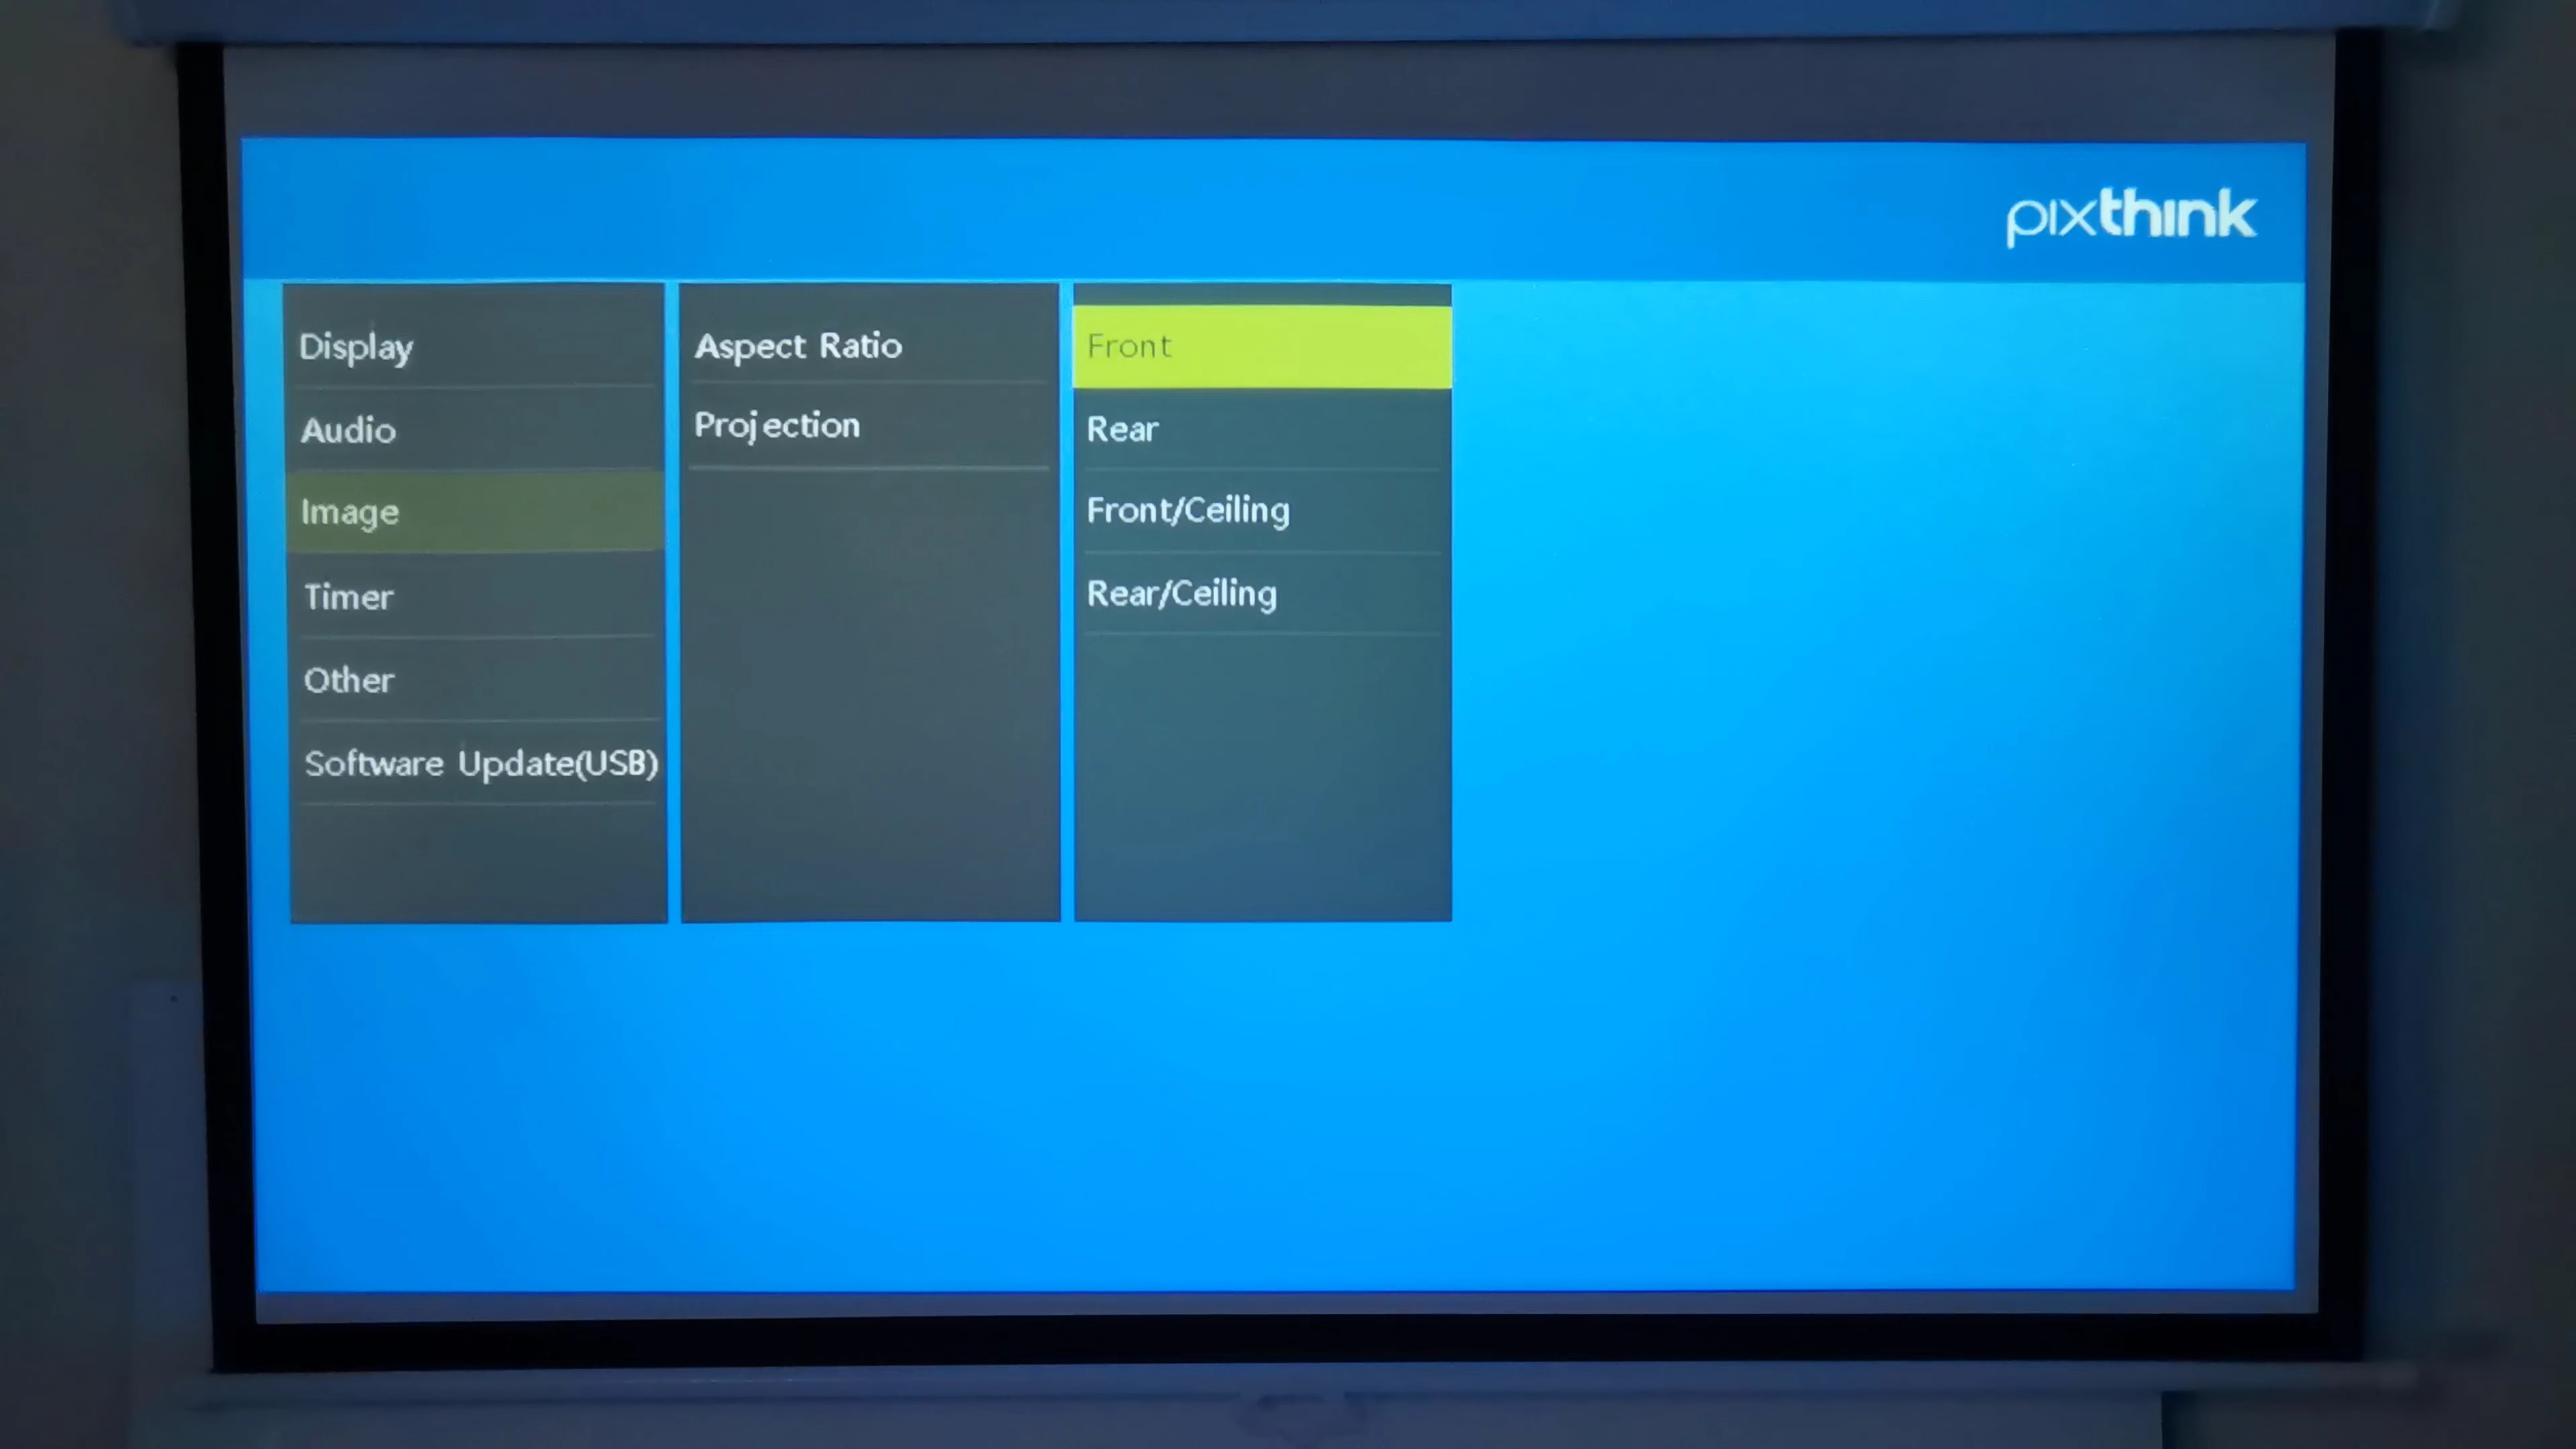 pixthink
Display
Audio
Image
Timer
Other
Software Update(USB)
Aspect Ratio
Projection
Front
Rear
Front/Ceiling
Rear/Ceiling